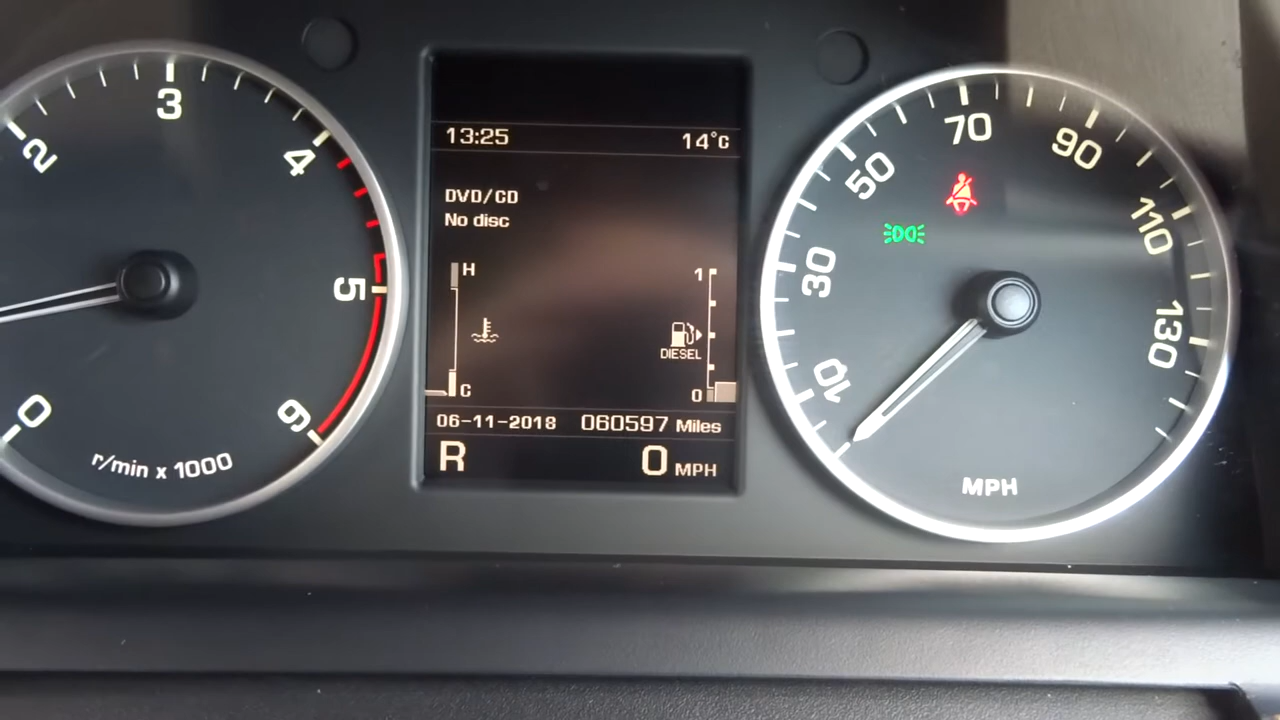 0
2
3
4
5
6
r/min x 1000
13:25 14°C
DVD/CD
No disc
H
C
1
DIESEL
0
06-11-2018 060597 Miles
R 0 MPH
10
30
50
70
90
110
130
MPH